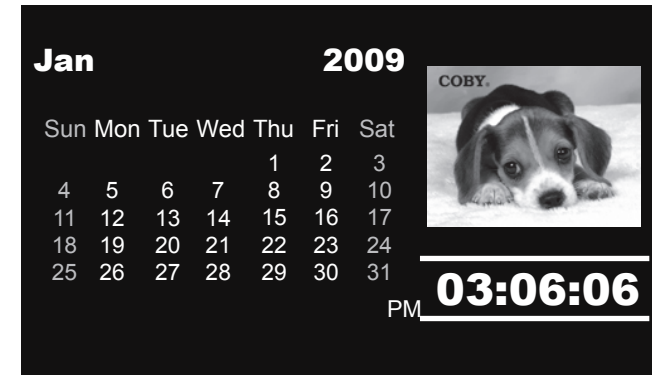 Jan 2009
COBY.
Sun Mon Tue Wed Thu Fri Sat
1 2 3
4 5 6 7 8 9 10
11 12 13 14 15 16 17
18 19 20 21 22 23 24
25 26 27 28 29 30 31
PM 03:06:06